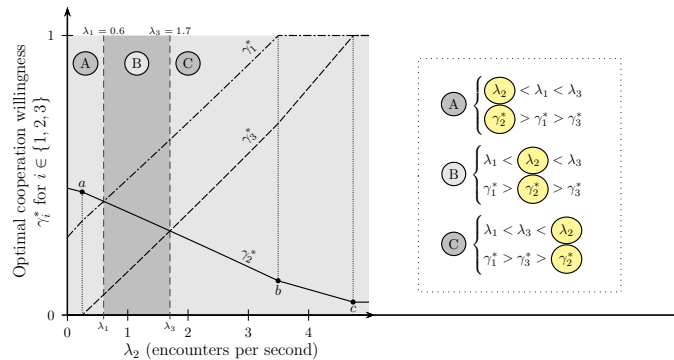 λ₁ = 0.6 λ₃ = 1.7
1
A B C
γ₁*
γ₃*
a
γ₂*
b
c
0
0 λ₁ 1 λ₃ 2 3 4
λ₂ (encounters per second)
Optimal cooperation willingness
γᵢ* for i ∈ {1, 2, 3}
A
λ₂ < λ₁ < λ₃
γ₂* > γ₁* > γ₃*
B
λ₁ < λ₂ < λ₃
γ₁* > γ₂* > γ₃*
C
λ₁ < λ₃ < λ₂
γ₁* > γ₃* > γ₂*